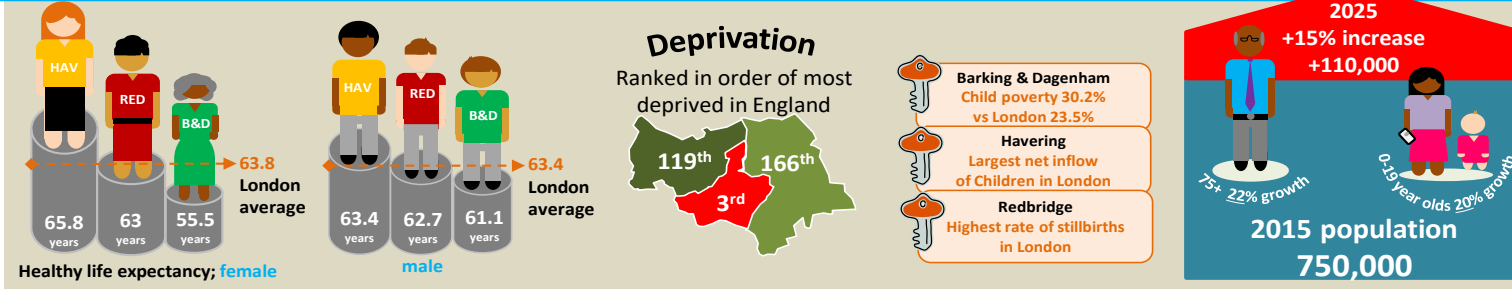 HAV
RED
B&D
63.8
London
average
65.8
years
63
years
55.5
years
Healthy life expectancy; female
HAV
RED
B&D
63.4
London
average
63.4
years
62.7
years
61.1
years
male
Deprivation
Ranked in order of most
deprived in England
119th
166th
3rd
Barking & Dagenham
Child poverty 30.2%
vs London 23.5%
Havering
Largest net inflow
of Children in London
Redbridge
Highest rate of stillbirths
in London
2025
+15% increase
+110,000
75+ 22% growth
0-19 year olds 20% growth
2015 population
750,000